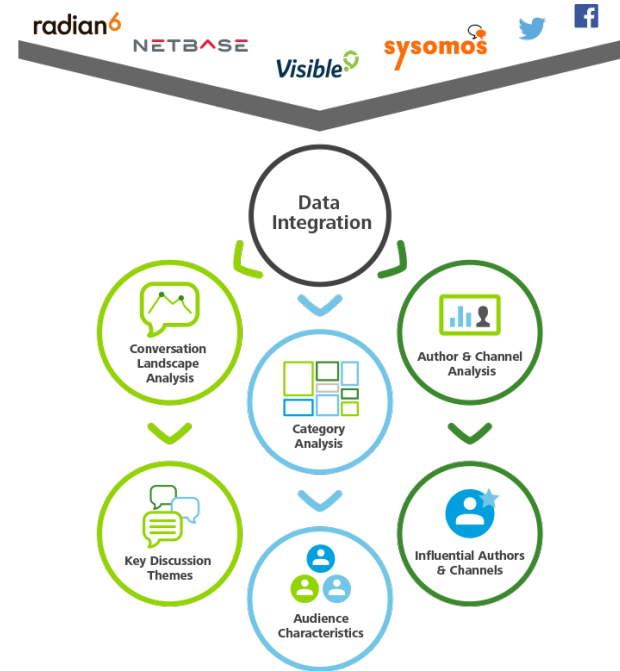 radian6
NETBASE
Visible
sysomos
Data
Integration
Conversation
Landscape
Analysis
Category
Analysis
Author & Channel
Analysis
Key Discussion
Themes
Audience
Characteristics
Influential Authors
& Channels